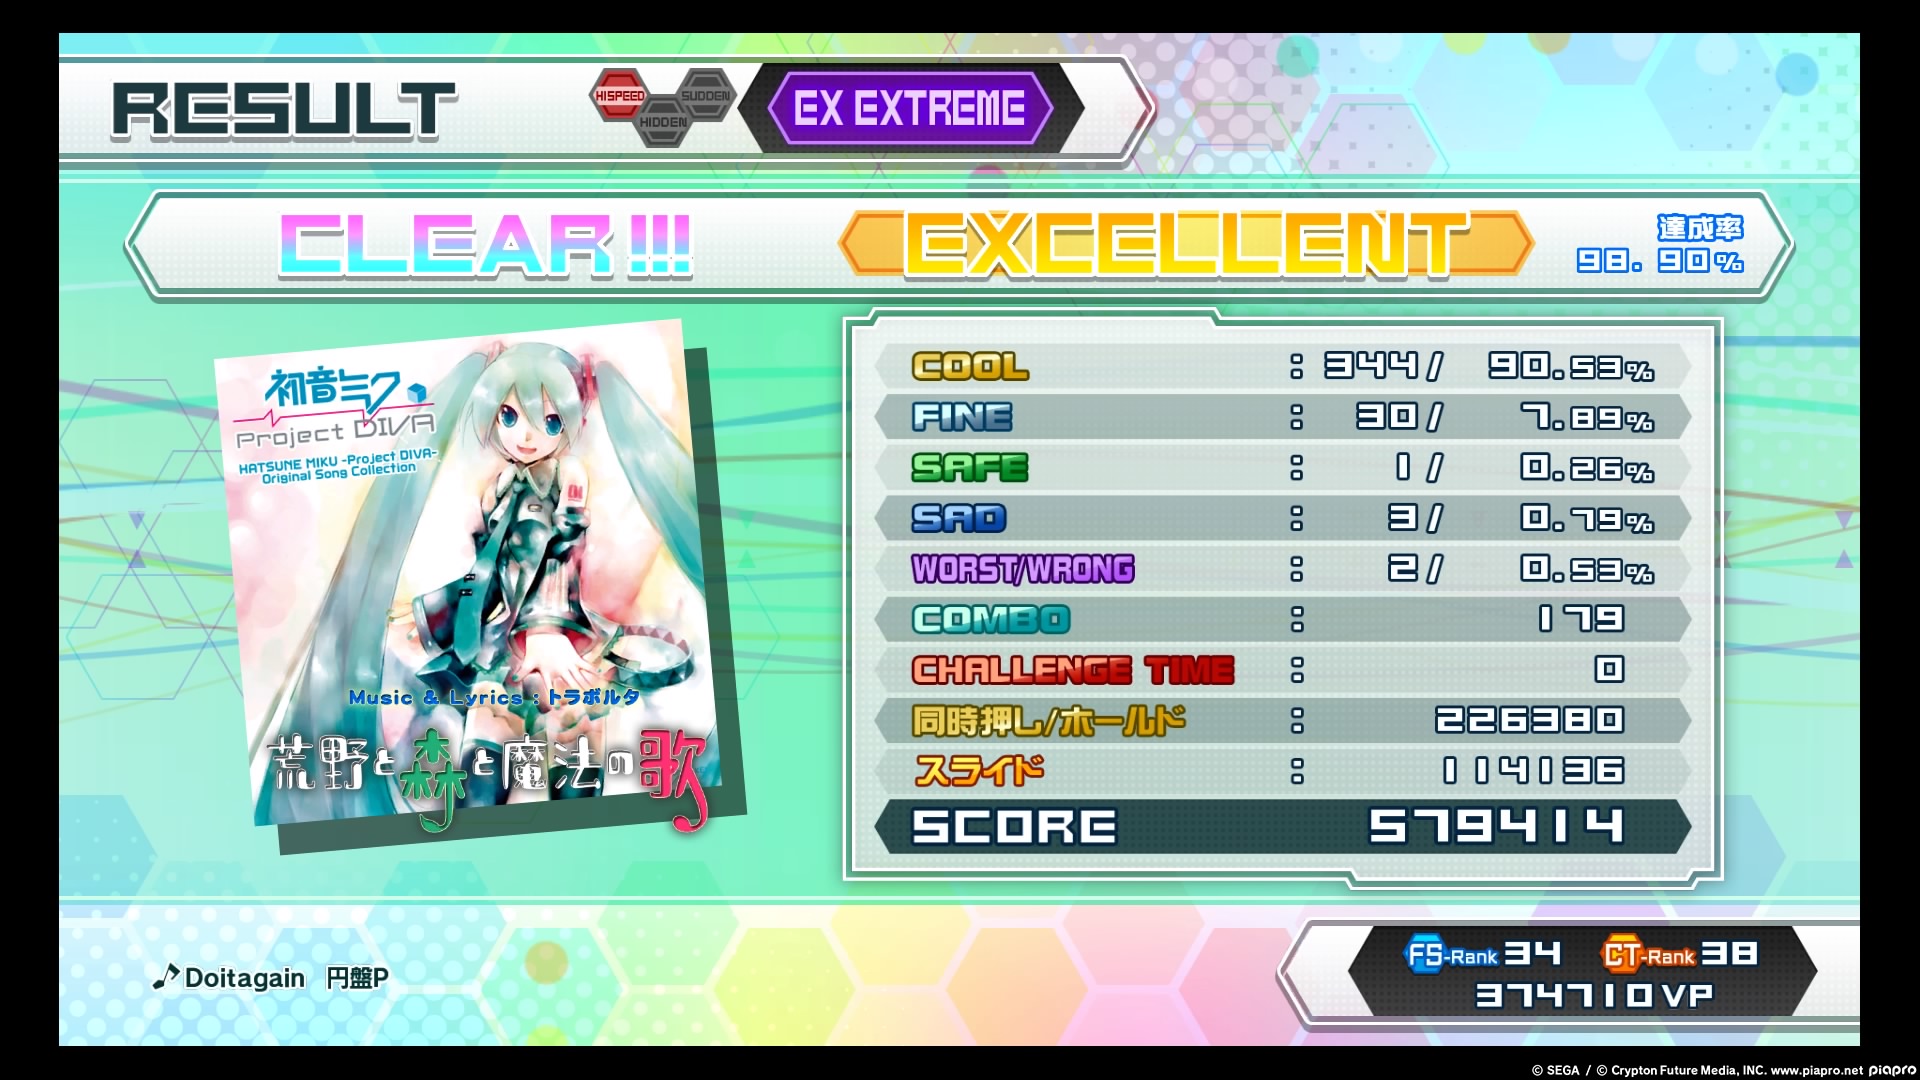 RESULT
HISPEED
SUDDEN
HIDDEN
EX EXTREME
CLEAR!!!
EXCELLENT
達成率
98.90%
初音ミク
Project DIVA
HATSUNE MIKU -Project DIVA-
Original Song Collection
01
Music & Lyrics : トラボルタ
荒野と森と魔法の歌
COOL : 344/ 90.53%
FINE : 30/ 7.89%
SAFE : 1/ 0.26%
SAD : 3/ 0.79%
WORST/WRONG : 2/ 0.53%
COMBO : 179
CHALLENGE TIME : 0
同時押し/ホールド : 226380
スライド : 114136
SCORE 579414
♪Doitagain 円盤P
FS-Rank 34 CT-Rank 38
374710VP
© SEGA / © Crypton Future Media, INC. www.piapro.net piapro